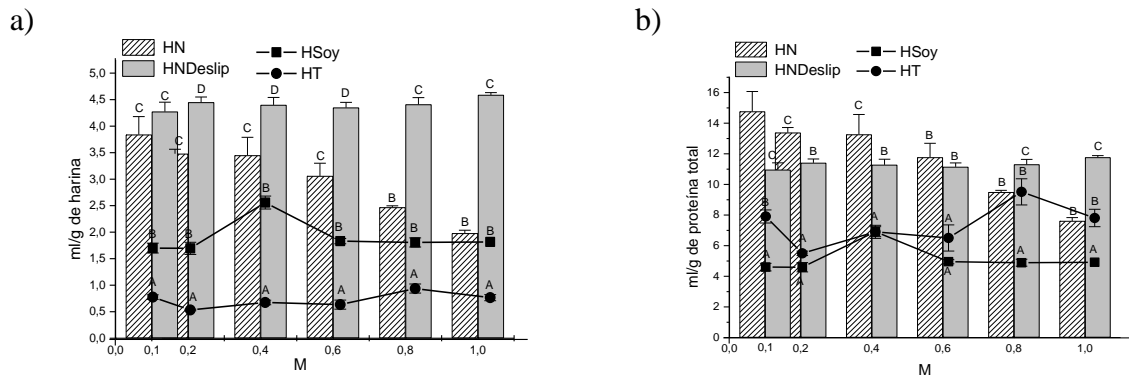 a)
HN
HSoy
HNDeslip
HT
5,0
4,5
4,0
3,5
3,0
2,5
2,0
1,5
1,0
0,5
0,0
ml/g de harina
C C D D D C C
C C C B B
B B B B B B
A A A A A A
0,0 0,1 0,2 0,4 0,6 0,8 1,0
M
b)
HN
HSoy
HNDeslip
HT
16
14
12
10
8
6
4
2
0
ml/g de proteína total
C C B B B
C B B B C C
B A A A B B
A A A A A
0,0 0,1 0,2 0,4 0,6 0,8 1,0
M